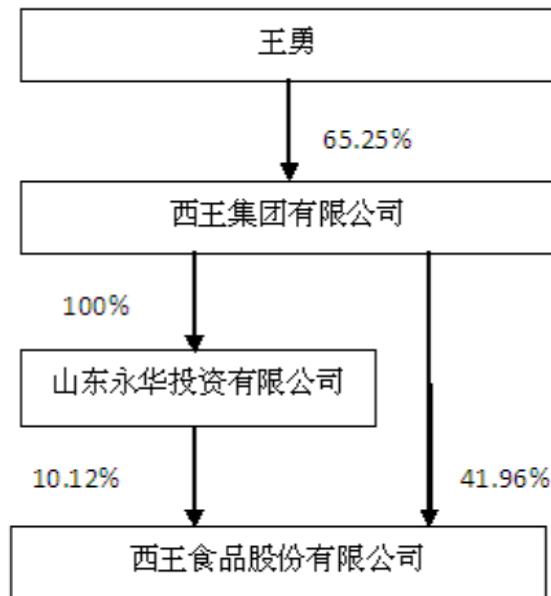 王勇
65.25%
西王集团有限公司
100%
山东永华投资有限公司
10.12%
41.96%
西王食品股份有限公司